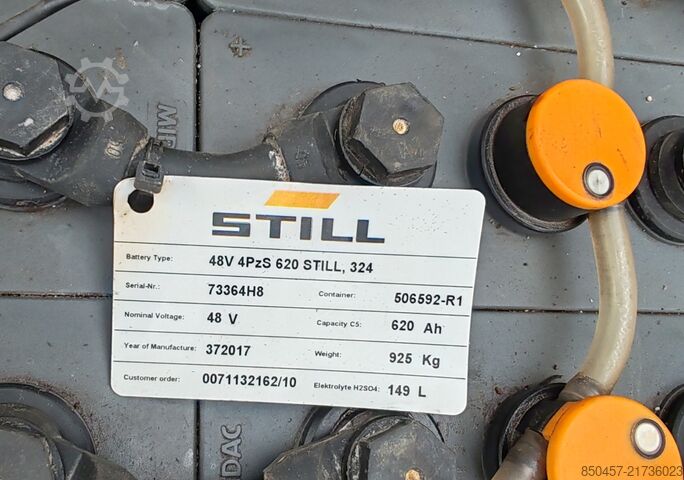 STILL
Battery Type: 48V 4PzS 620 STILL, 324
Serial-Nr.: 73364H8 Container: 506592-R1
Nominal Voltage: 48 V Capacity C5: 620 Ah
Year of Manufacture: 372017 Weight: 925 Kg
Customer order: 0071132162/10 Elektrolyte H2SO4: 149 L
DAC
850457-21736023